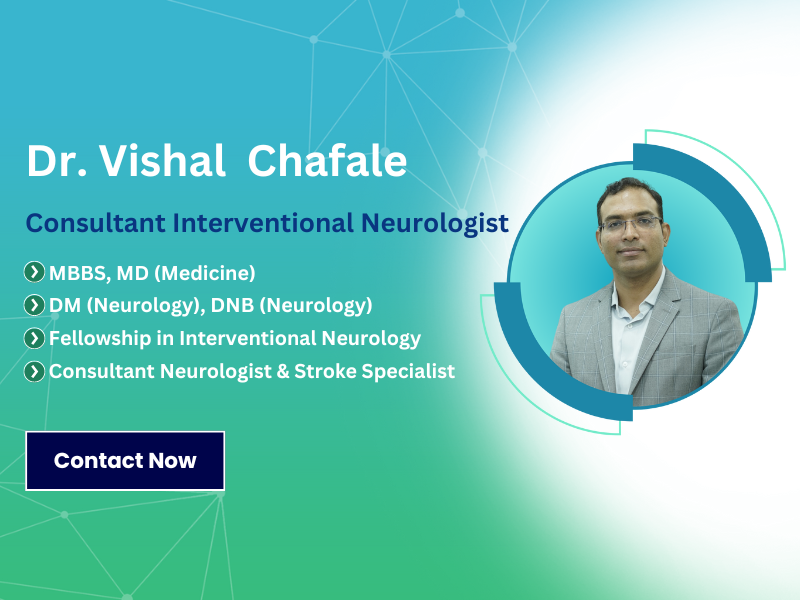 Dr. Vishal Chafale
Consultant Interventional Neurologist
MBBS, MD (Medicine)
DM (Neurology), DNB (Neurology)
Fellowship in Interventional Neurology
Consultant Neurologist & Stroke Specialist
Contact Now